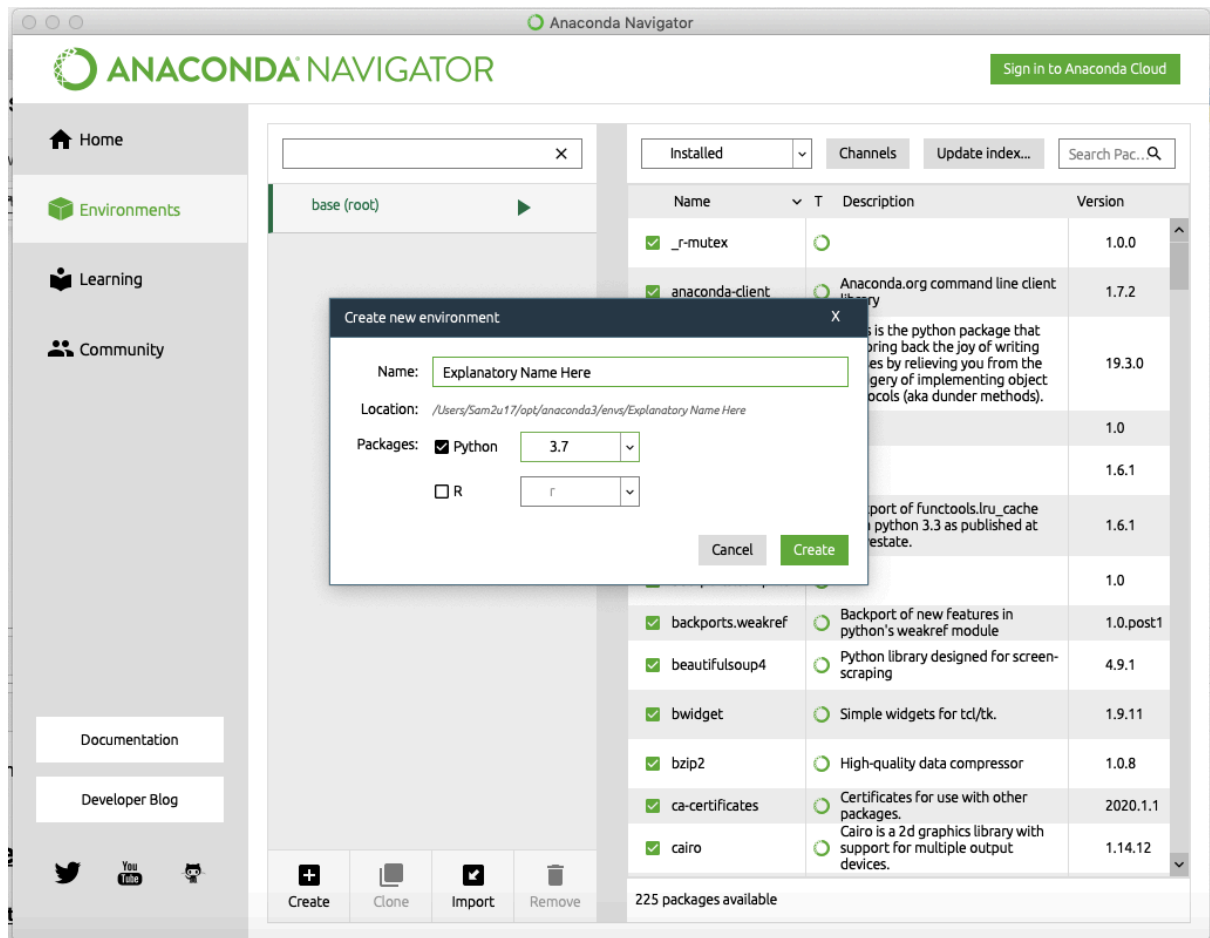 Anaconda Navigator
ANACONDA NAVIGATOR
Sign in to Anaconda Cloud
Home
Environments
Learning
Community
Documentation
Developer Blog
You
Tube
base (root)
Create
Clone
Import
Remove
Installed
Channels
Update index...
Search Pac...
Name T Description Version
_r-mutex 1.0.0
anaconda-client Anaconda.org command line client 1.7.2
is the python package that
bring back the joy of writing
by relieving you from the 19.3.0
of implementing object
(aka dunder methods).
1.0
1.6.1
of functools.lru_cache
python 3.3 as published at 1.6.1
1.0
backports.weakref Backport of new features in
python's weakref module 1.0.post1
beautifulsoup4 Python library designed for screen-
scraping 4.9.1
bwidget Simple widgets for tcl/tk. 1.9.11
bzip2 High-quality data compressor 1.0.8
ca-certificates Certificates for use with other
packages. 2020.1.1
cairo Cairo is a 2d graphics library with
support for multiple output 1.14.12
devices.
225 packages available
Create new environment X
Name: Explanatory Name Here
Location: /Users/Sam2u17/opt/anaconda3/envs/Explanatory Name Here
Packages: Python 3.7
R r
Cancel Create